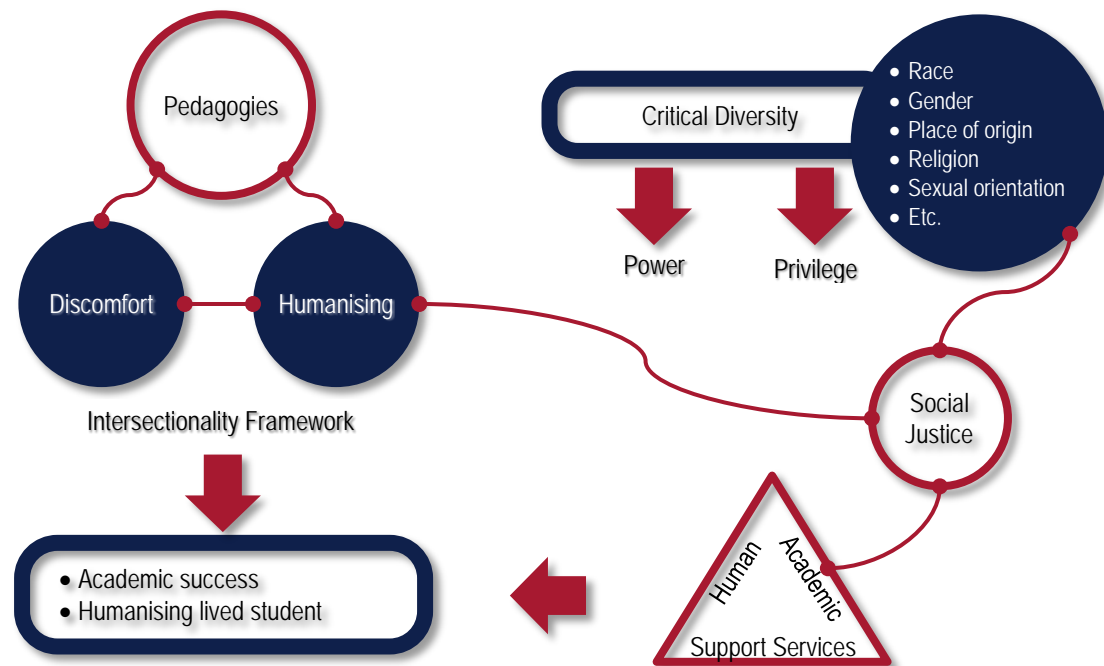 Pedagogies
Discomfort
Humanising
Intersectionality Framework
• Academic success
• Humanising lived student
Critical Diversity
• Race
• Gender
• Place of origin
• Religion
• Sexual orientation
• Etc.
Power
Privilege
Social
Justice
Human
Academic
Support Services